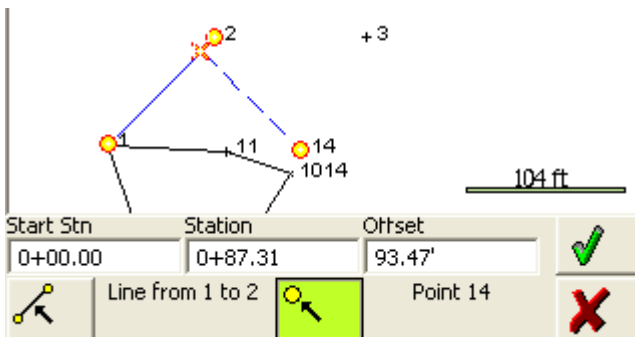 2
3
1
11
14
1014
104 ft
Start Stn Station Offset
0+00.00 0+87.31 93.47'
Line from 1 to 2 Point 14